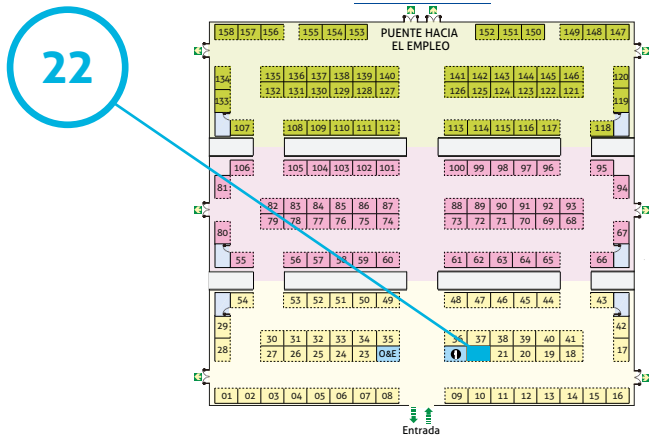 22
158 157 156 155 154 153 PUENTE HACIA EL EMPLEO 152 151 150 149 148 147
134 135 136 137 138 139 140 141 142 143 144 145 146 120
133 132 131 130 129 128 127 126 125 124 123 122 121 119
107 108 109 110 111 112 113 114 115 116 117 118
106 105 104 103 102 101 100 99 98 97 96 95
81 94
82 83 84 85 86 87 88 89 90 91 92 93
80 79 78 77 76 75 74 73 72 71 70 69 68 67
55 56 57 58 59 60 61 62 63 64 65 66
54 53 52 51 50 49 48 47 46 45 44 43
29 42
30 31 32 33 34 35 36 37 38 39 40 41
28 27 26 25 24 23 O&E 21 20 19 18 17
01 02 03 04 05 06 07 08 09 10 11 12 13 14 15 16
Entrada